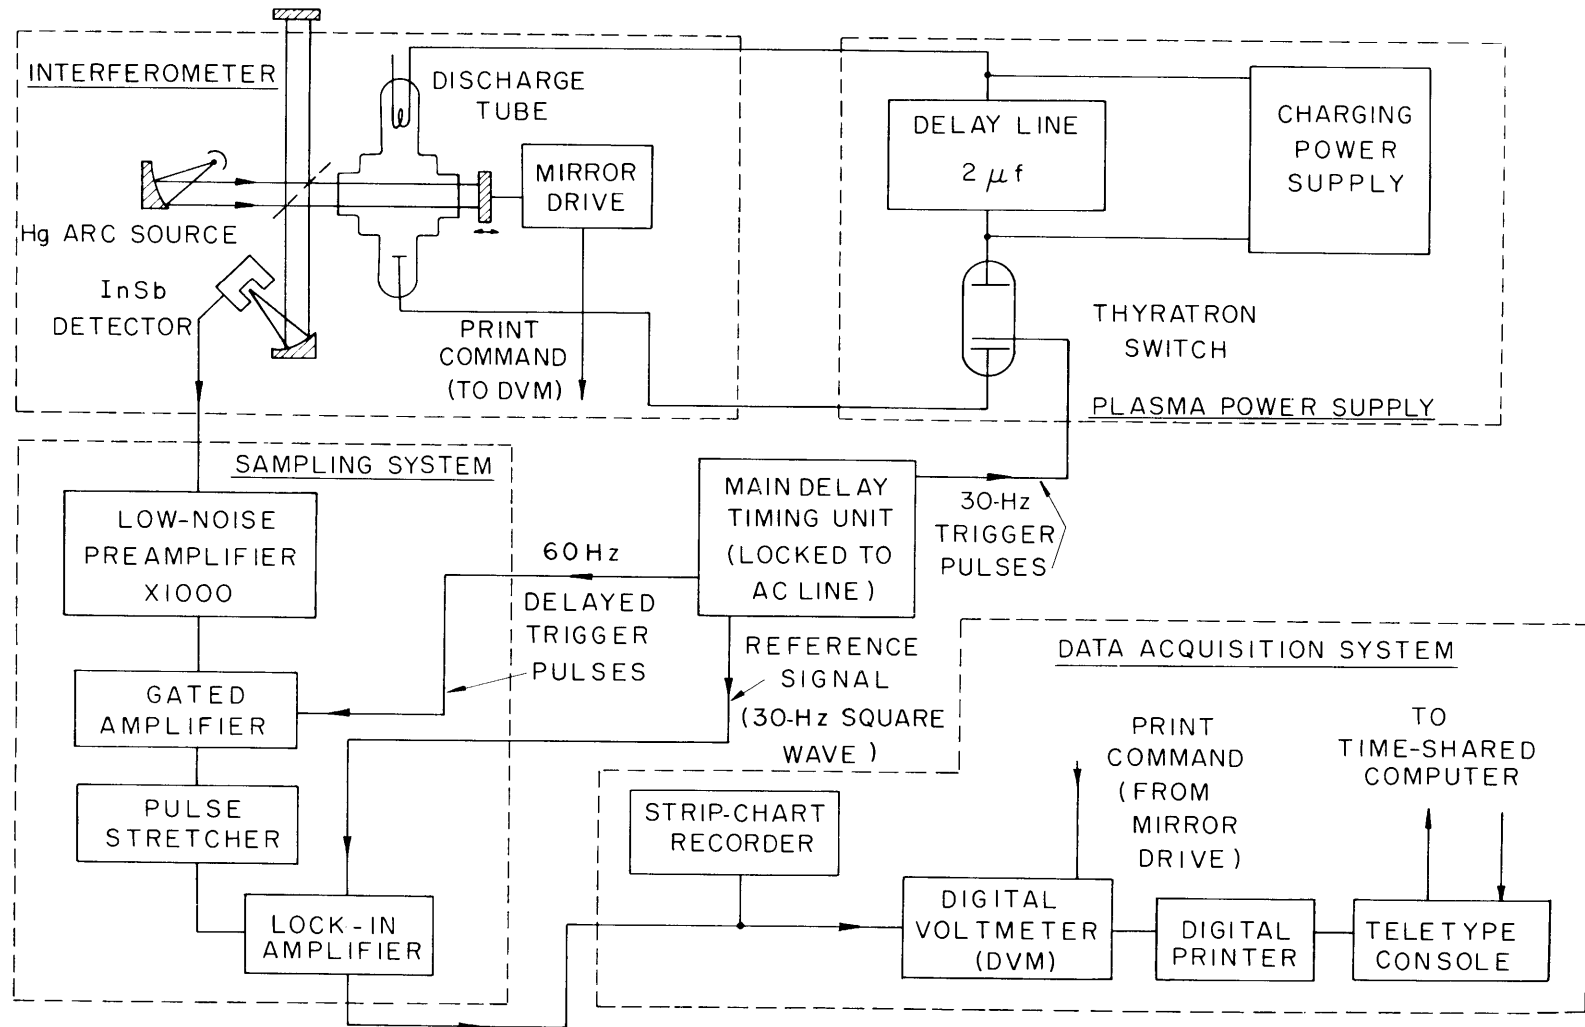 INTERFEROMETER
DISCHARGE
TUBE
MIRROR
DRIVE
Hg ARC SOURCE
InSb
DETECTOR
PRINT
COMMAND
(TO DVM)
DELAY LINE
2 μf
CHARGING
POWER
SUPPLY
THYRATRON
SWITCH
PLASMA POWER SUPPLY
SAMPLING SYSTEM
LOW-NOISE
PREAMPLIFIER
X1000
GATED
AMPLIFIER
PULSE
STRETCHER
LOCK-IN
AMPLIFIER
MAIN DELAY
TIMING UNIT
(LOCKED TO
AC LINE)
60Hz
DELAYED
TRIGGER
PULSES
30-Hz
TRIGGER
PULSES
REFERENCE
SIGNAL
(30-Hz SQUARE
WAVE)
DATA ACQUISITION SYSTEM
STRIP-CHART
RECORDER
PRINT
COMMAND
(FROM
MIRROR
DRIVE)
TO
TIME-SHARED
COMPUTER
DIGITAL
VOLTMETER
(DVM)
DIGITAL
PRINTER
TELETYPE
CONSOLE